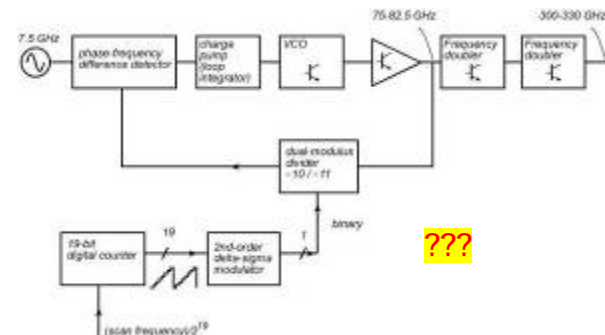 75-82.5 GHz
300-330 GHz
7.5 GHz
phase-frequency
difference detector
charge
pump
(loop
integrator)
VCO
Frequency
doubler
Frequency
doubler
dual-modulus
divider
÷10 / ÷11
binary
19-bit
digital counter
19
2nd-order
delta-sigma
modulator
1
???
(scan frequency)/2^19